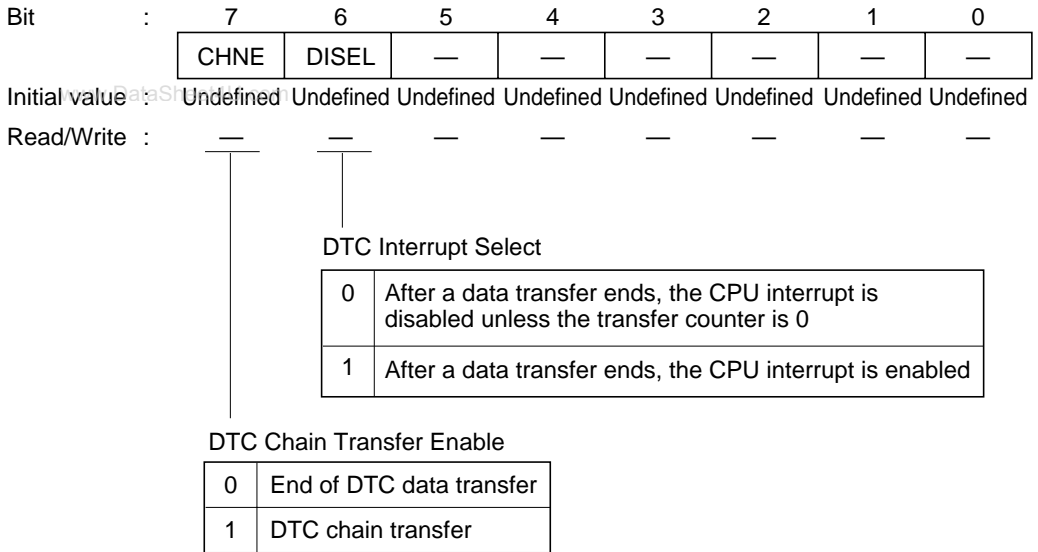 Bit : 7 6 5 4 3 2 1 0
CHNE DISEL — — — — — —
Initial value : Undefined Undefined Undefined Undefined Undefined Undefined Undefined Undefined
www.DataSheet4U.com
Read/Write : — — — — — — — —
DTC Interrupt Select
0 After a data transfer ends, the CPU interrupt is
disabled unless the transfer counter is 0
1 After a data transfer ends, the CPU interrupt is enabled
DTC Chain Transfer Enable
0 End of DTC data transfer
1 DTC chain transfer